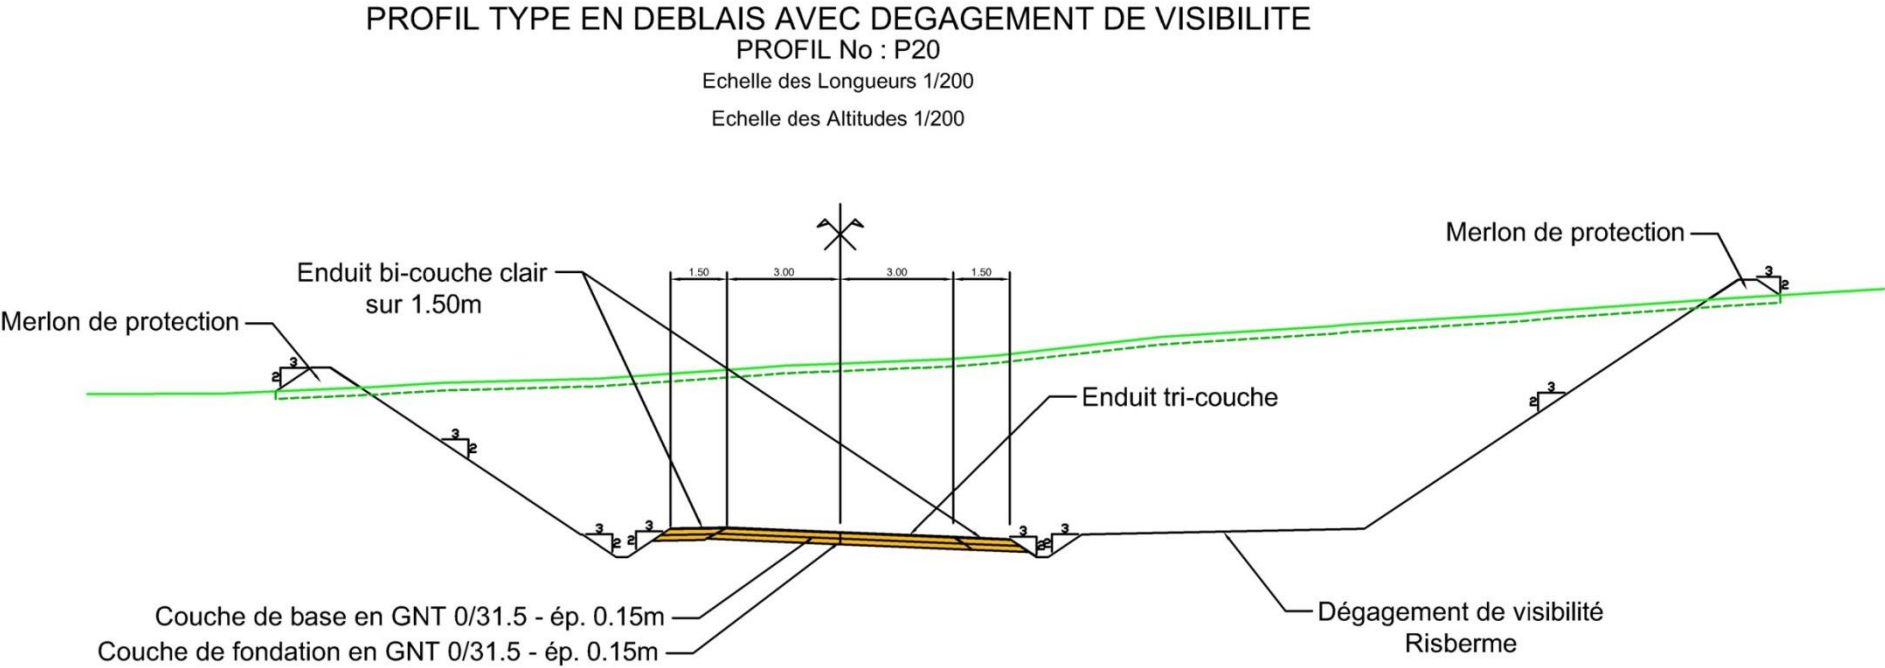 PROFIL TYPE EN DEBLAIS AVEC DEGAGEMENT DE VISIBILITE
PROFIL No : P20
Echelle des Longueurs 1/200
Echelle des Altitudes 1/200
Merlon de protection
Enduit bi-couche clair
sur 1.50m
1.50
3.00
3.00
1.50
3
2
Merlon de protection
3
2
Enduit tri-couche
3
2
3
2
3
2
3
2
3
2
3
2
Couche de base en GNT 0/31.5 - ép. 0.15m
Couche de fondation en GNT 0/31.5 - ép. 0.15m
Dégagement de visibilité
Risberme